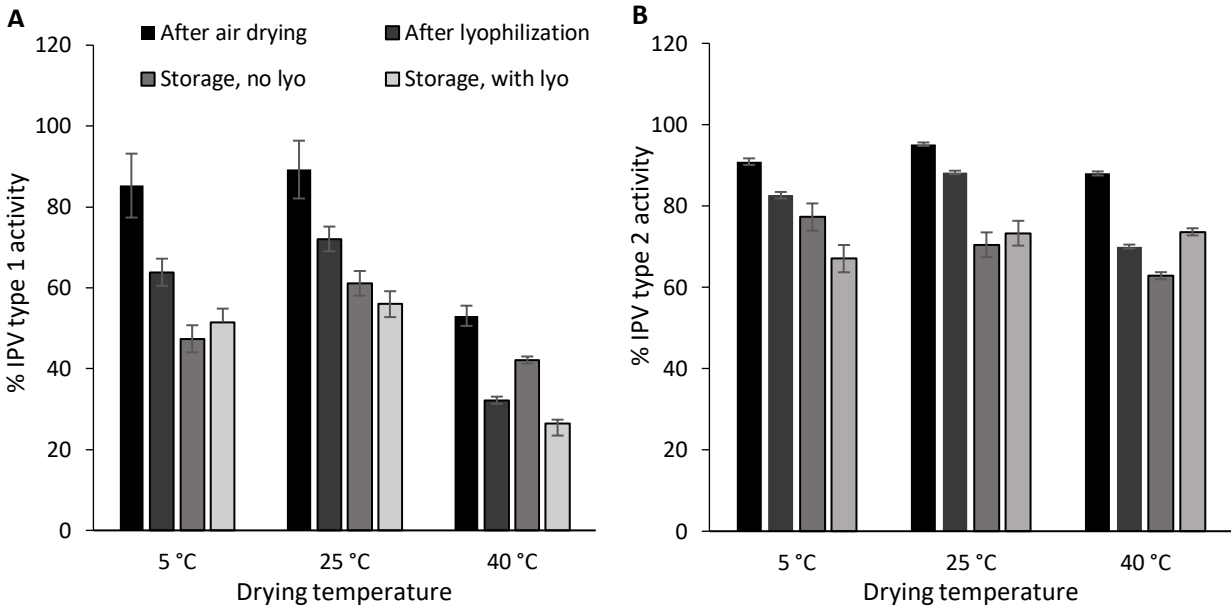 A
After air drying
After lyophilization
Storage, no lyo
Storage, with lyo
% IPV type 1 activity
120
100
80
60
40
20
0
5 °C
25 °C
40 °C
Drying temperature
B
% IPV type 2 activity
120
100
80
60
40
20
0
5 °C
25 °C
40 °C
Drying temperature